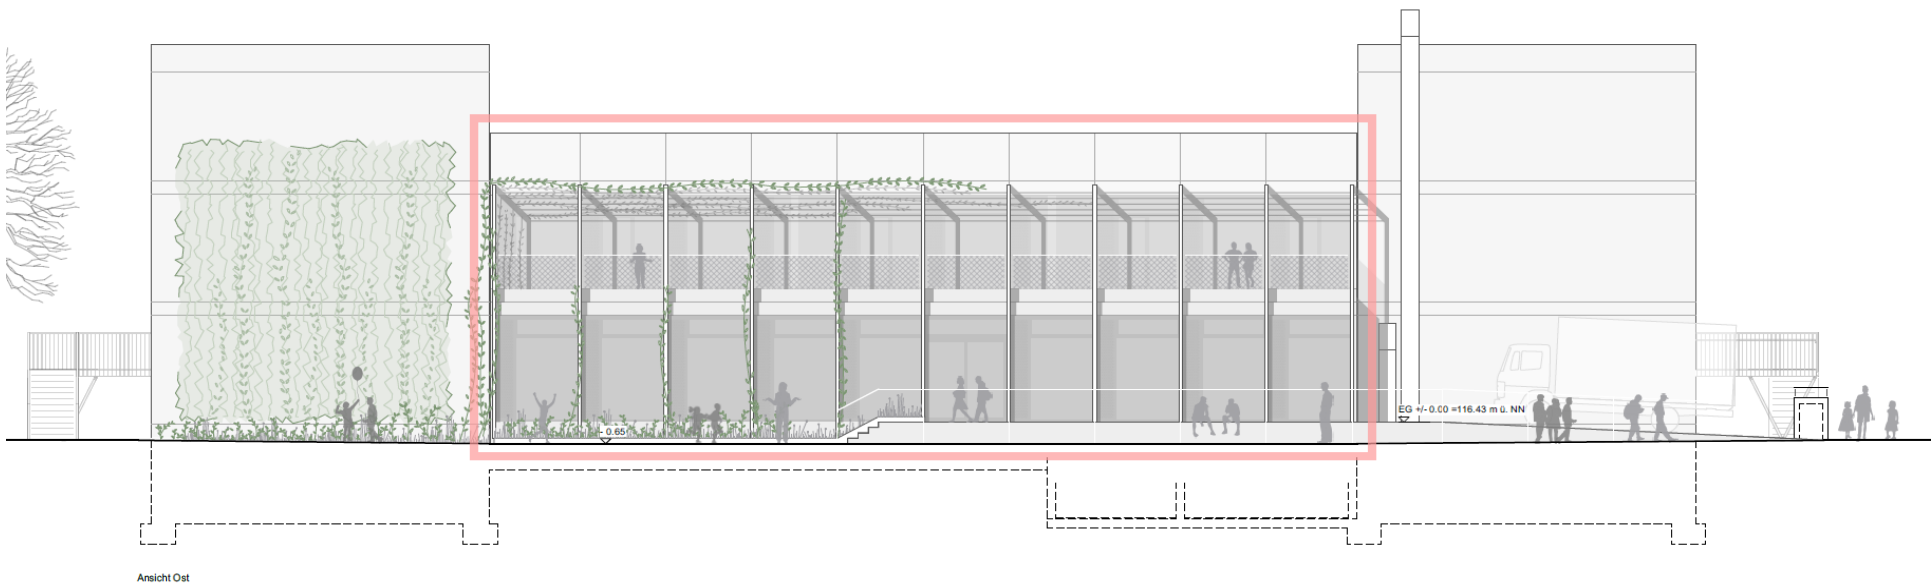 EG +/- 0.00 =116.43 m ü. NN
- 0.65
Ansicht Ost